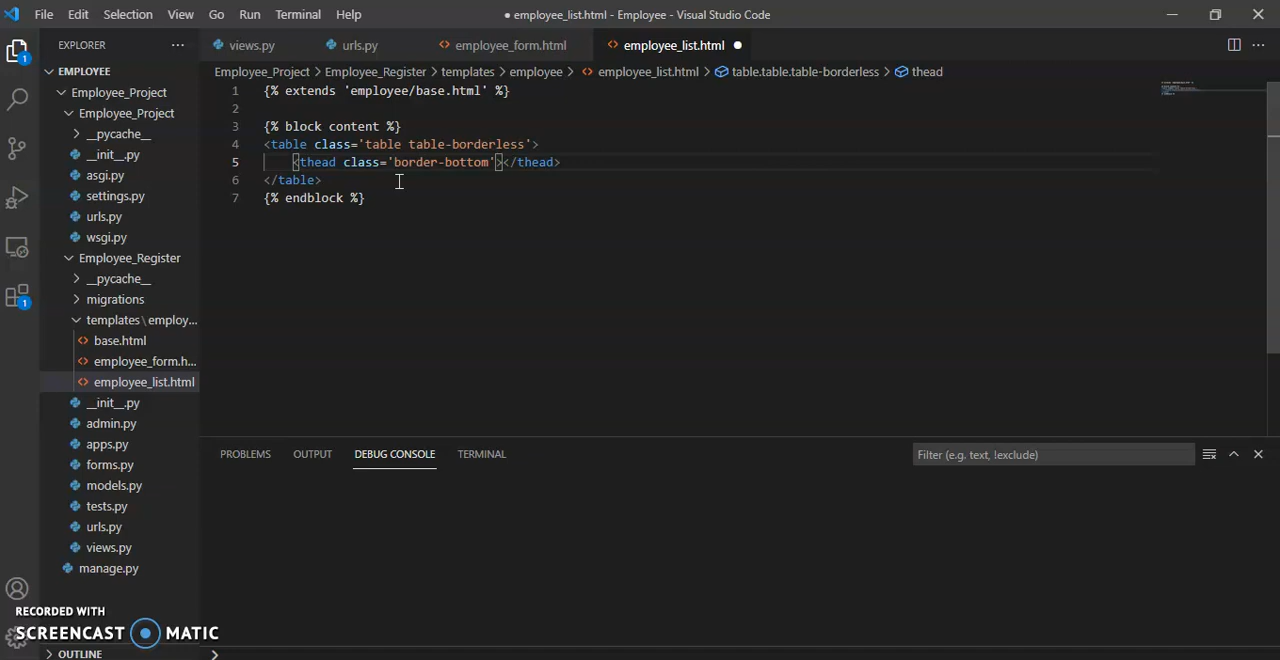 File Edit Selection View Go Run Terminal Help
● employee_list.html - Employee - Visual Studio Code
EXPLORER
views.py urls.py employee_form.html employee_list.html
EMPLOYEE
Employee_Project > Employee_Register > templates > employee > employee_list.html > table.table.table-borderless > thead
Employee_Project
Employee_Project
__pycache__
__init__.py
asgi.py
settings.py
urls.py
wsgi.py
Employee_Register
__pycache__
migrations
templates\employ...
base.html
employee_form.h...
employee_list.html
__init__.py
admin.py
apps.py
forms.py
models.py
tests.py
urls.py
views.py
manage.py
OUTLINE
1
1
1 {% extends 'employee/base.html' %}
2
3 {% block content %}
4 <table class='table table-borderless'>
5 <thead class='border-bottom'></thead>
6 </table>
7 {% endblock %}
PROBLEMS OUTPUT DEBUG CONSOLE TERMINAL
Filter (e.g. text, !exclude)
RECORDED WITH
SCREENCAST MATIC